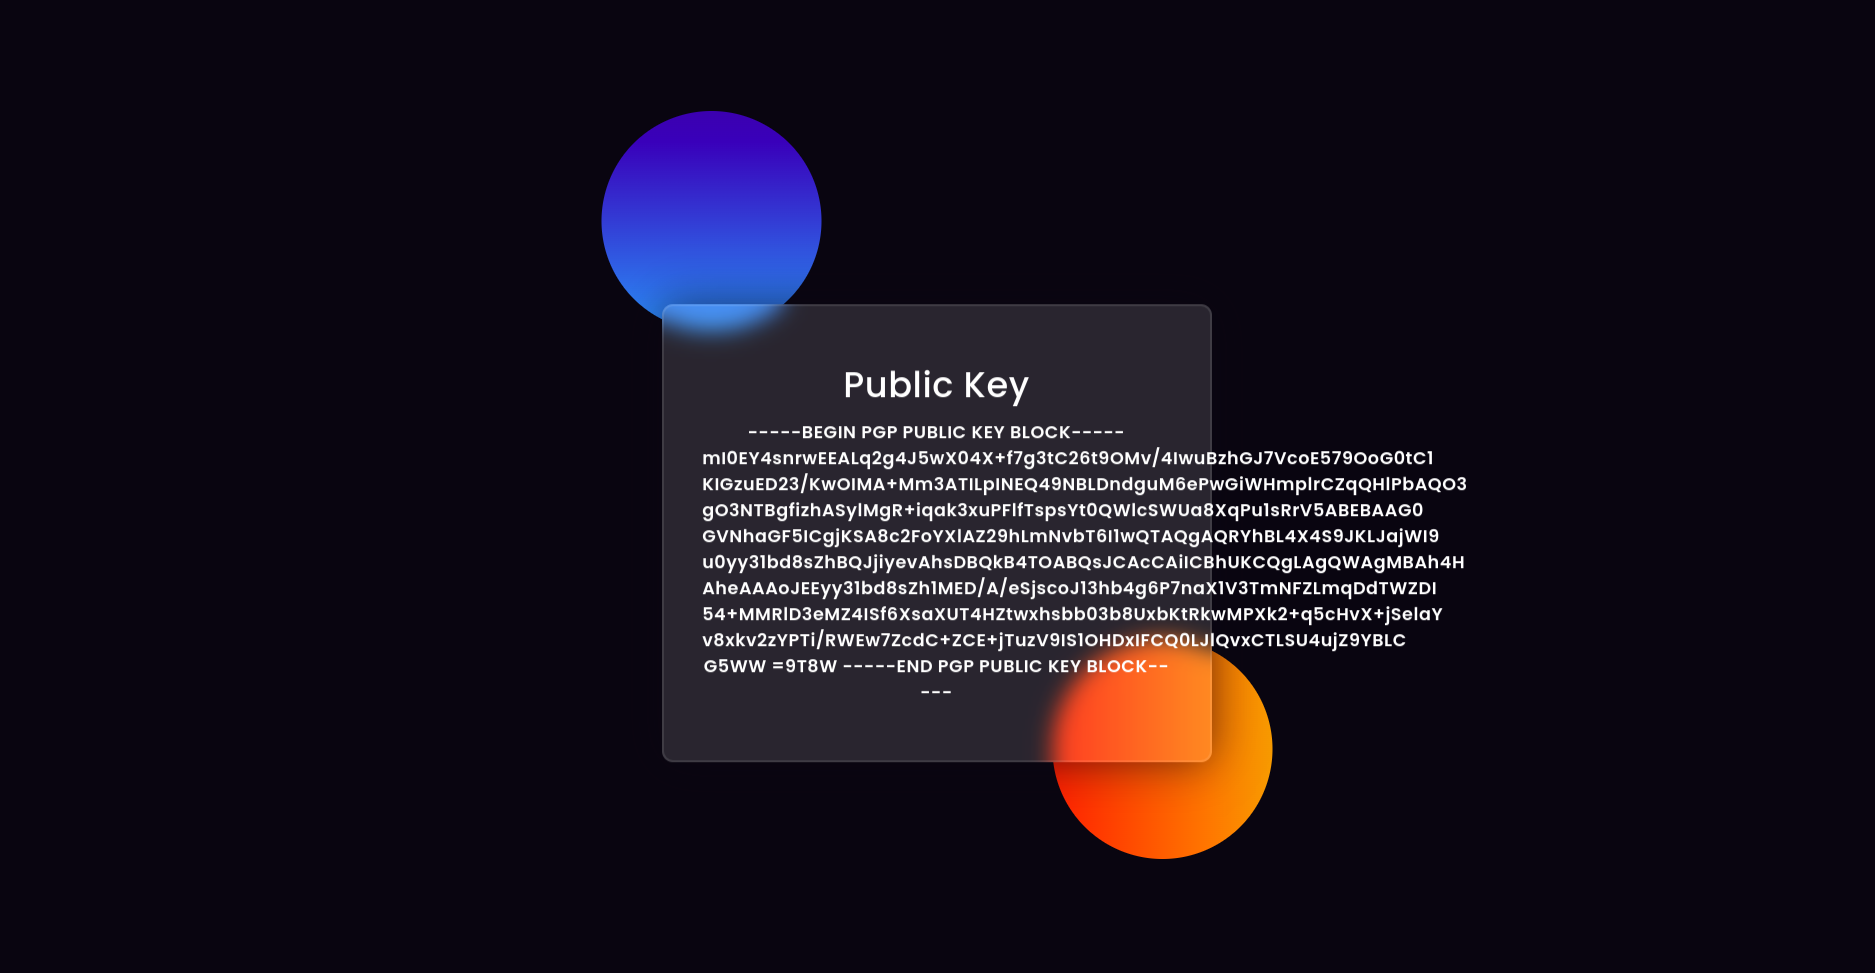 Public Key
-----BEGIN PGP PUBLIC KEY BLOCK-----
mI0EY4snrwEEALq2g4J5wX04X+f7g3tC26t9OMv/4IwuBzhGJ7VcoE579OoG0tC1
KIGzuED23/KwOIMA+Mm3ATILpINEQ49NBLDndguM6ePwGiWHmplrCZqQHlPbAQO3
gO3NTBgfizhASylMgR+iqak3xuPFlfTspsYt0QWlcSWUa8XqPu1sRrV5ABEBAAG0
GVNhaGF5ICgjKSA8c2FoYXlAZ29hLmNvbT6I1wQTAQgAQRYhBL4X4S9JKLJajWI9
u0yy31bd8sZhBQJjiyevAhsDBQkB4TOABQsJCAcCAiICBhUKCQgLAgQWAgMBAh4H
AheAAAoJEEyy31bd8sZh1MED/A/eSjscoJ13hb4g6P7naX1V3TmNFZLmqDdTWZDI
54+MMRlD3eMZ4ISf6XsaXUT4HZtwxhsbb03b8UxbKtRkwMPXk2+q5cHvX+jSelaY
v8xkv2zYPTi/RWEw7ZcdC+ZCE+jTuzV9IS1OHDxIFCQ0LJlQvxCTLSU4ujZ9YBLC
G5WW =9T8W -----END PGP PUBLIC KEY BLOCK--
---